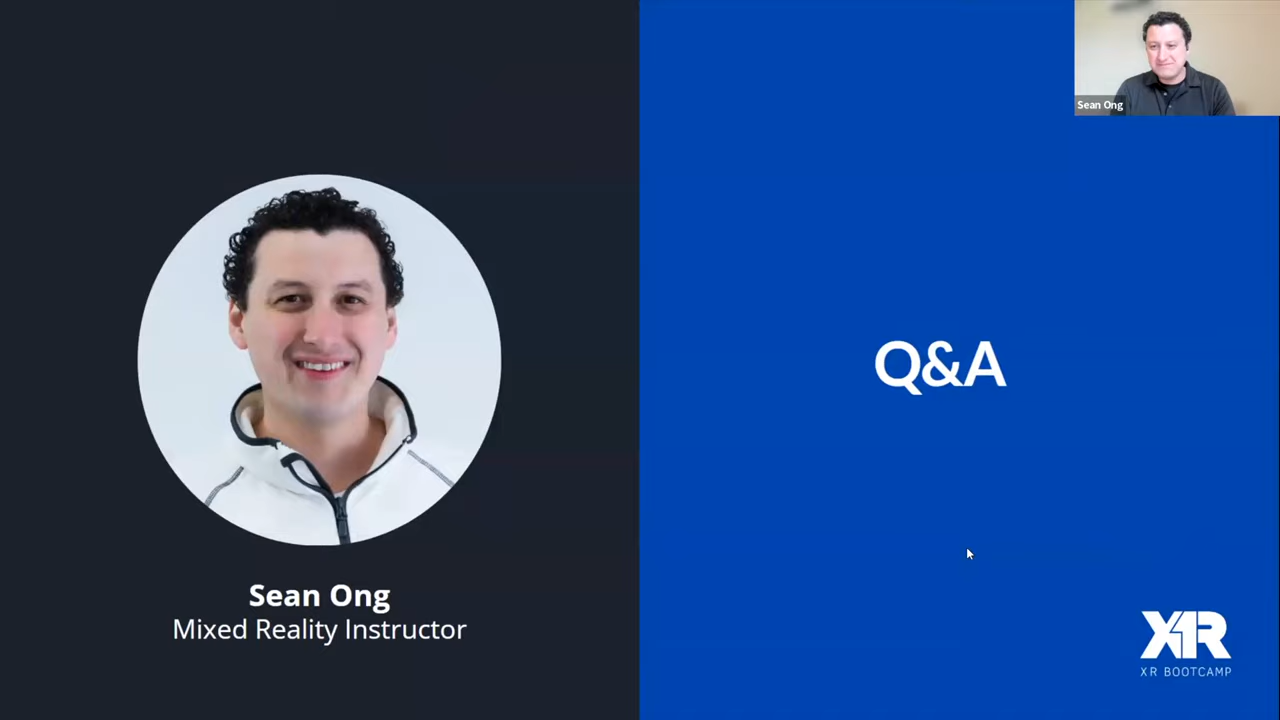 Sean Ong
Q&A
Sean Ong
Mixed Reality Instructor
XR
XR BOOTCAMP